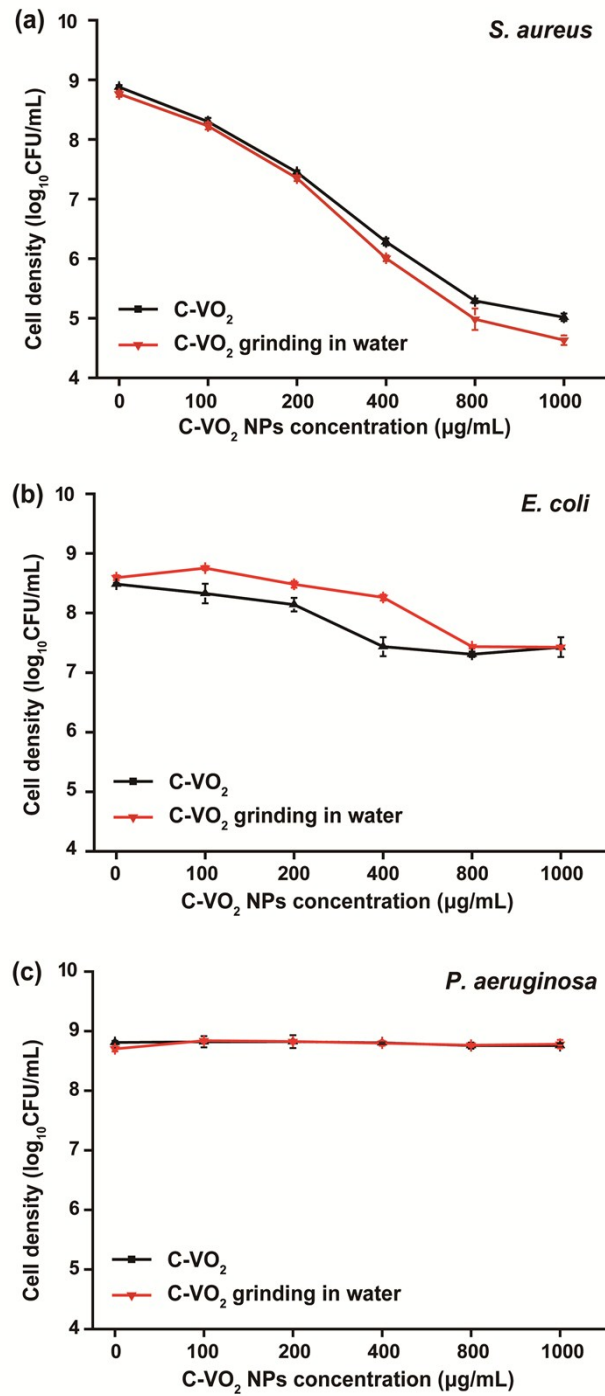 (a)
S. aureus
Cell density (log₁₀CFU/mL)
10
9
8
7
6
5
4
C-VO₂
C-VO₂ grinding in water
0 100 200 400 800 1000
C-VO₂ NPs concentration (µg/mL)
(b)
E. coli
Cell density (log₁₀CFU/mL)
10
9
8
7
6
5
4
C-VO₂
C-VO₂ grinding in water
0 100 200 400 800 1000
C-VO₂ NPs concentration (µg/mL)
(c)
P. aeruginosa
Cell density (log₁₀CFU/mL)
10
9
8
7
6
5
4
C-VO₂
C-VO₂ grinding in water
0 100 200 400 800 1000
C-VO₂ NPs concentration (µg/mL)